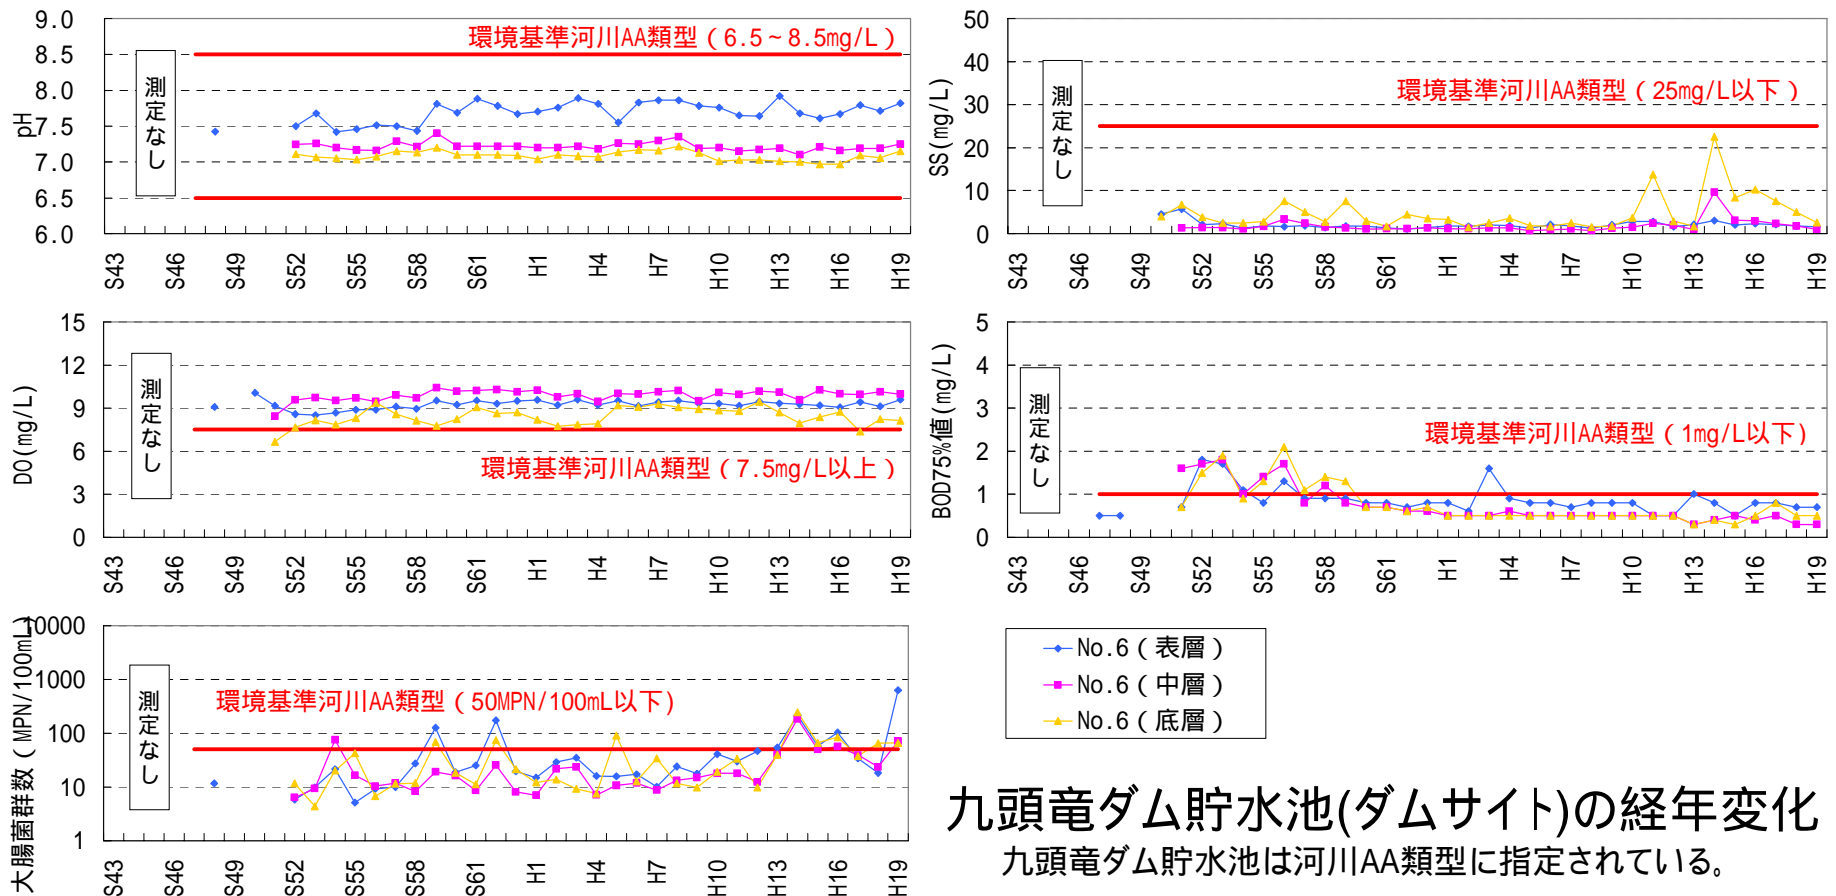 pH
9.0
8.5
8.0
7.5
7.0
6.5
6.0
環境基準河川AA類型（6.5~8.5mg/L）
測定なし
S43 S46 S49 S52 S55 S58 S61 H1 H4 H7 H10 H13 H16 H19
SS(mg/L)
50
40
30
20
10
0
環境基準河川AA類型（25mg/L以下）
測定なし
S43 S46 S49 S52 S55 S58 S61 H1 H4 H7 H10 H13 H16 H19
DO(mg/L)
15
12
9
6
3
0
測定なし
環境基準河川AA類型（7.5mg/L以上）
S43 S46 S49 S52 S55 S58 S61 H1 H4 H7 H10 H13 H16 H19
BOD75%値(mg/L)
5
4
3
2
1
0
測定なし
環境基準河川AA類型（1mg/L以下)
S43 S46 S49 S52 S55 S58 S61 H1 H4 H7 H10 H13 H16 H19
大腸菌群数（MPN/100mL)
10000
1000
100
10
1
測定なし
環境基準河川AA類型（50MPN/100mL以下)
S43 S46 S49 S52 S55 S58 S61 H1 H4 H7 H10 H13 H16 H19
No.6（表層）
No.6（中層）
No.6（底層）
九頭竜ダム貯水池(ダムサイト)の経年変化
九頭竜ダム貯水池は河川AA類型に指定されている。